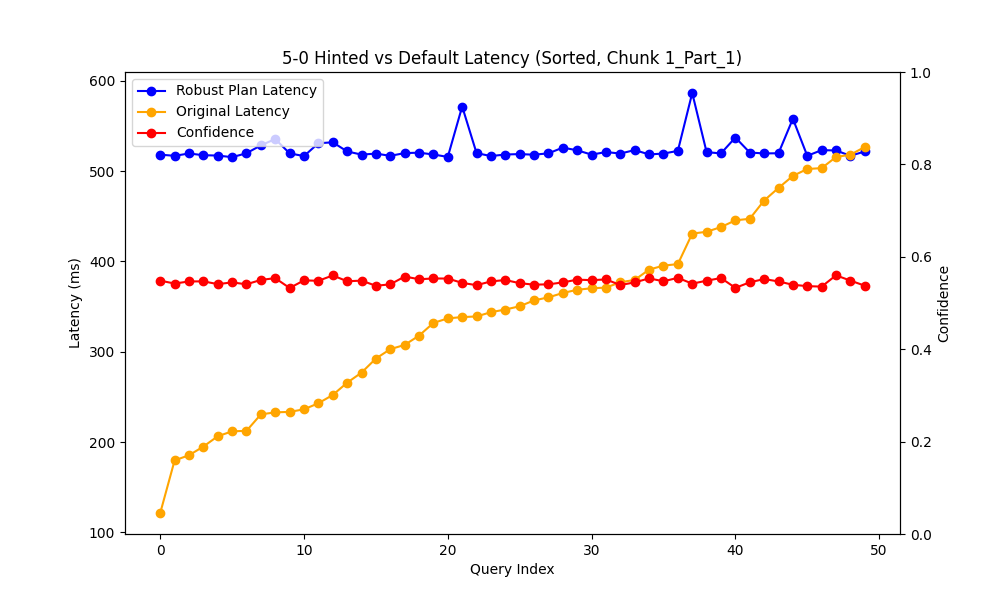 5-0 Hinted vs Default Latency (Sorted, Chunk 1_Part_1)
Robust Plan Latency
Original Latency
Confidence
Latency (ms)
600
500
400
300
200
100
1.0
0.8
0.6
0.4
0.2
0.0
Confidence
0
10
20
30
40
50
Query Index